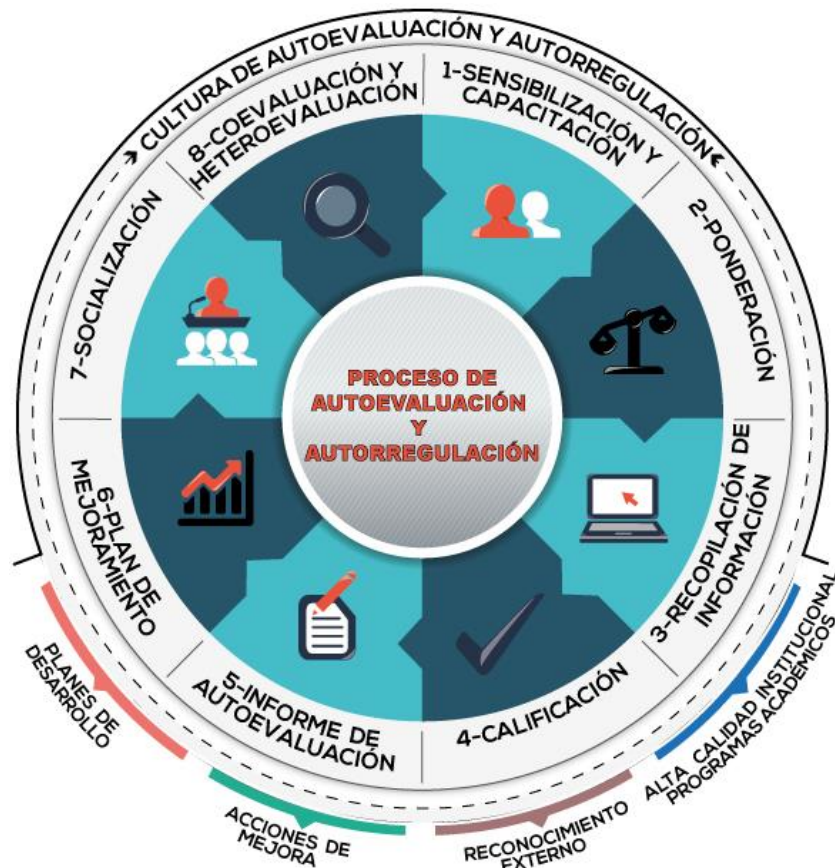 CULTURA DE AUTOEVALUACIÓN Y AUTORREGULACIÓN
1-SENSIBILIZACIÓN Y
CAPACITACIÓN
2-PONDERACIÓN
3-RECOPILACIÓN DE
INFORMACIÓN
4-CALIFICACIÓN
5-INFORME DE
AUTOEVALUACIÓN
6-PLAN DE
MEJORAMIENTO
7-SOCIALIZACIÓN
8-COEVALUACIÓN Y
HETEROEVALUACIÓN
PROCESO DE
AUTOEVALUACIÓN
Y
AUTORREGULACIÓN
PLANES DE
DESARROLLO
ACCIONES DE
MEJORA
RECONOCIMIENTO
EXTERNO
ALTA CALIDAD INSTITUCIONAL
PROGRAMAS ACADÉMICOS